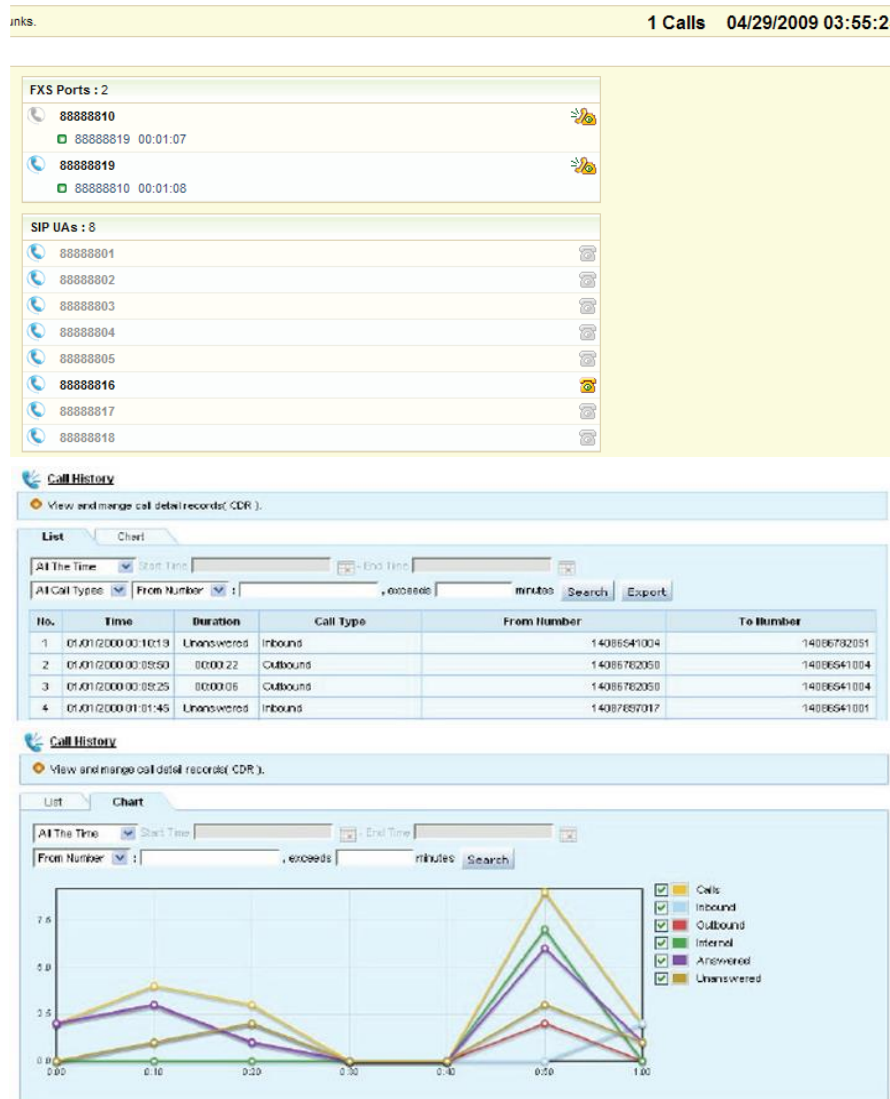 unks.
1 Calls 04/29/2009 03:55:2
FXS Ports : 2
88888810
88888819 00:01:07
88888819
88888810 00:01:08
SIP UAs : 8
88888801
88888802
88888803
88888804
88888805
88888816
88888817
88888818
Call History
View and mange call detail records( CDR ).
List Chart
All The Time Start Time - End Time
All Call Types From Number : , exceeds minutes Search Export
No. Time Duration Call Type From Number To Number
1 01/01/2000 00:10:19 Unanswered Inbound 14086541004 14086782051
2 01/01/2000 00:09:50 00:00:22 Outbound 14086782050 14086541004
3 01/01/2000 00:09:25 00:00:06 Outbound 14086782050 14086541004
4 01/01/2000 01:01:45 Unanswered Inbound 14087897017 14086541001
Call History
View and mange call detail records( CDR ).
List Chart
All The Time Start Time - End Time
From Number : , exceeds minutes Search
Calls
Inbound
Outbound
Internal
Answered
Unanswered
7.5
5.0
2.5
0.0
0:00 0:10 0:20 0:30 0:40 0:50 1:00